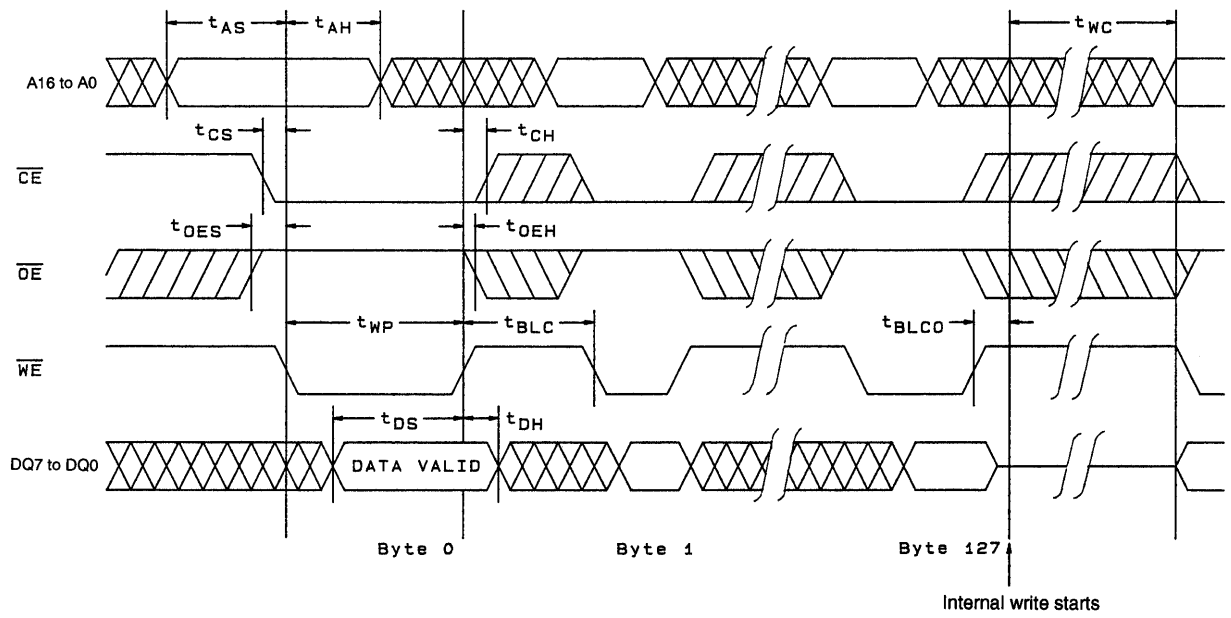 tAS tAH tWC
A16 to A0
tCS tCH
CE
tOES tOEH
OE
tWP tBLC tBLCO
WE
tDS tDH
DQ7 to DQ0 DATA VALID
Byte 0 Byte 1 Byte 127
Internal write starts